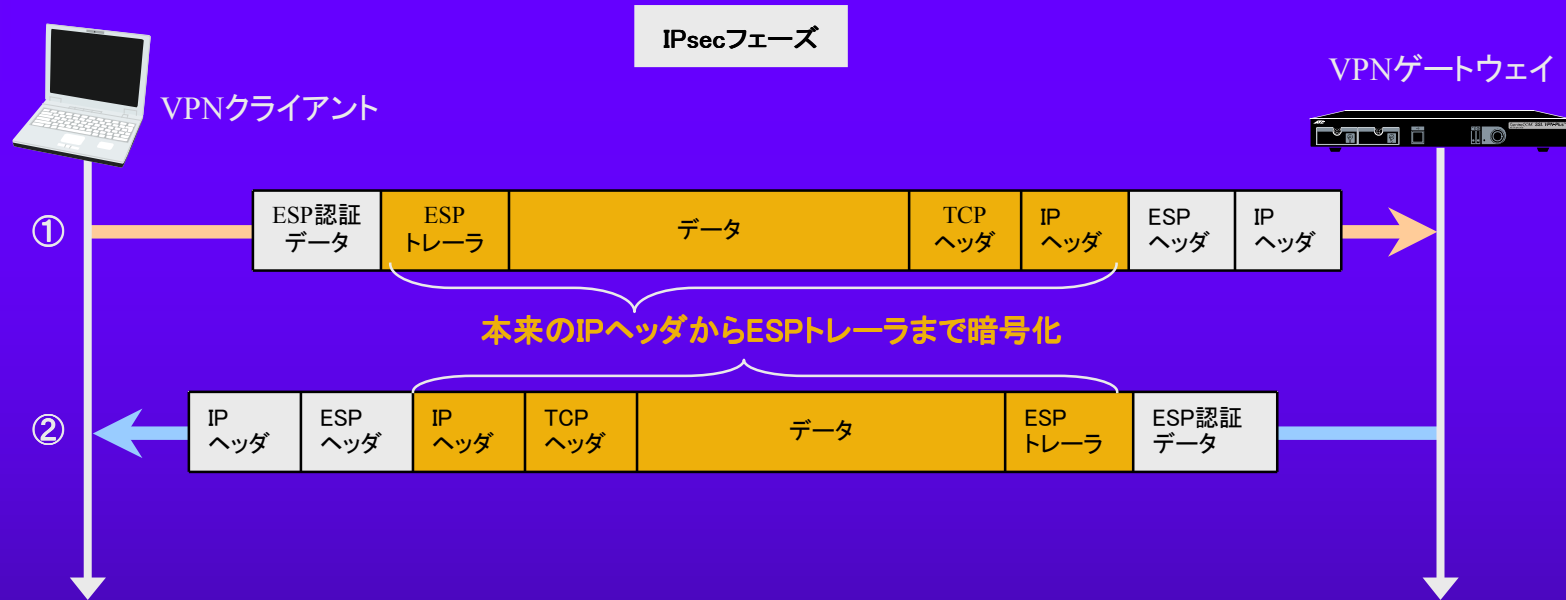 IPsecフェーズ
VPNクライアント
VPNゲートウェイ
①
ESP認証
データ
ESP
トレーラ
データ
TCP
ヘッダ
IP
ヘッダ
ESP
ヘッダ
IP
ヘッダ
本来のIPヘッダからESPトレーラまで暗号化
②
IP
ヘッダ
ESP
ヘッダ
IP
ヘッダ
TCP
ヘッダ
データ
ESP
トレーラ
ESP認証
データ